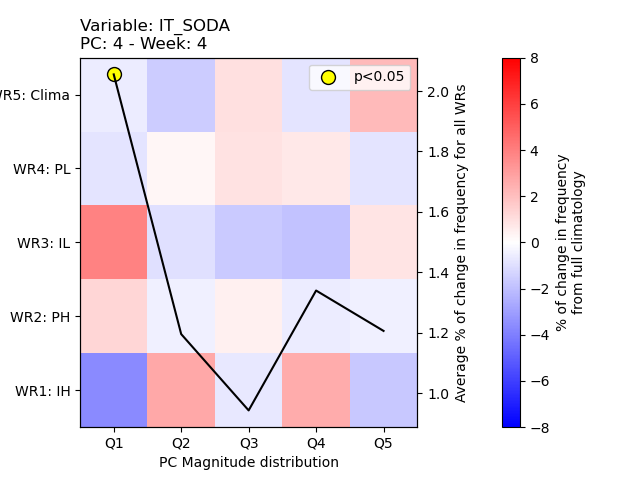 Variable: IT_SODA
PC: 4 - Week: 4
WR5: Clima
WR4: PL
WR3: IL
WR2: PH
WR1: IH
Q1 Q2 Q3 Q4 Q5
PC Magnitude distribution
p<0.05
2.0
1.8
1.6
1.4
1.2
1.0
Average % of change in frequency for all WRs
8
6
4
2
0
−2
−4
−6
−8
% of change in frequency
from full climatology